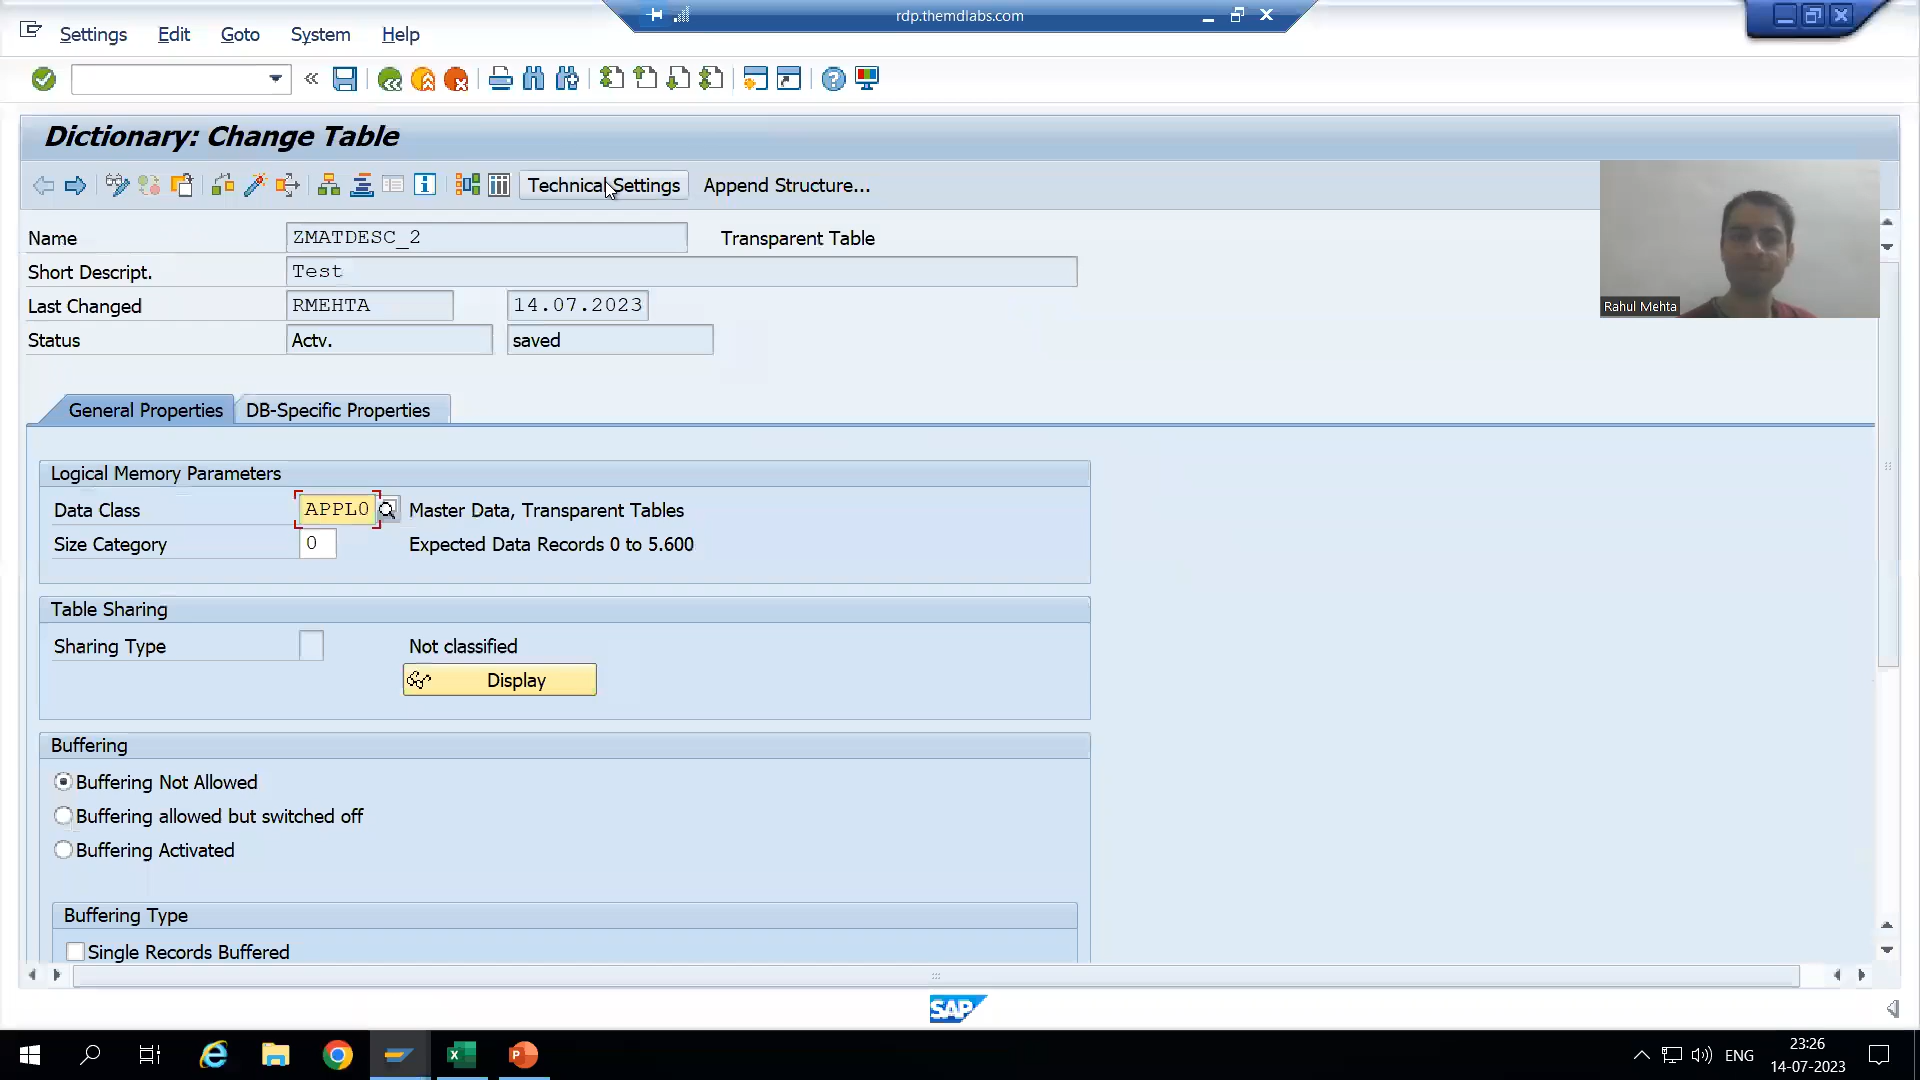 rdp.themdlabs.com
Settings Edit Goto System Help
Dictionary: Change Table
Technical Settings Append Structure...
Name ZMATDESC_2 Transparent Table
Short Descript. Test
Last Changed RMEHTA 14.07.2023
Status Actv. saved
Rahul Mehta
General Properties DB-Specific Properties
Logical Memory Parameters
Data Class APPL0 Master Data, Transparent Tables
Size Category 0 Expected Data Records 0 to 5.600
Table Sharing
Sharing Type Not classified
Display
Buffering
Buffering Not Allowed
Buffering allowed but switched off
Buffering Activated
Buffering Type
Single Records Buffered
SAP
ENG
23:26
14-07-2023